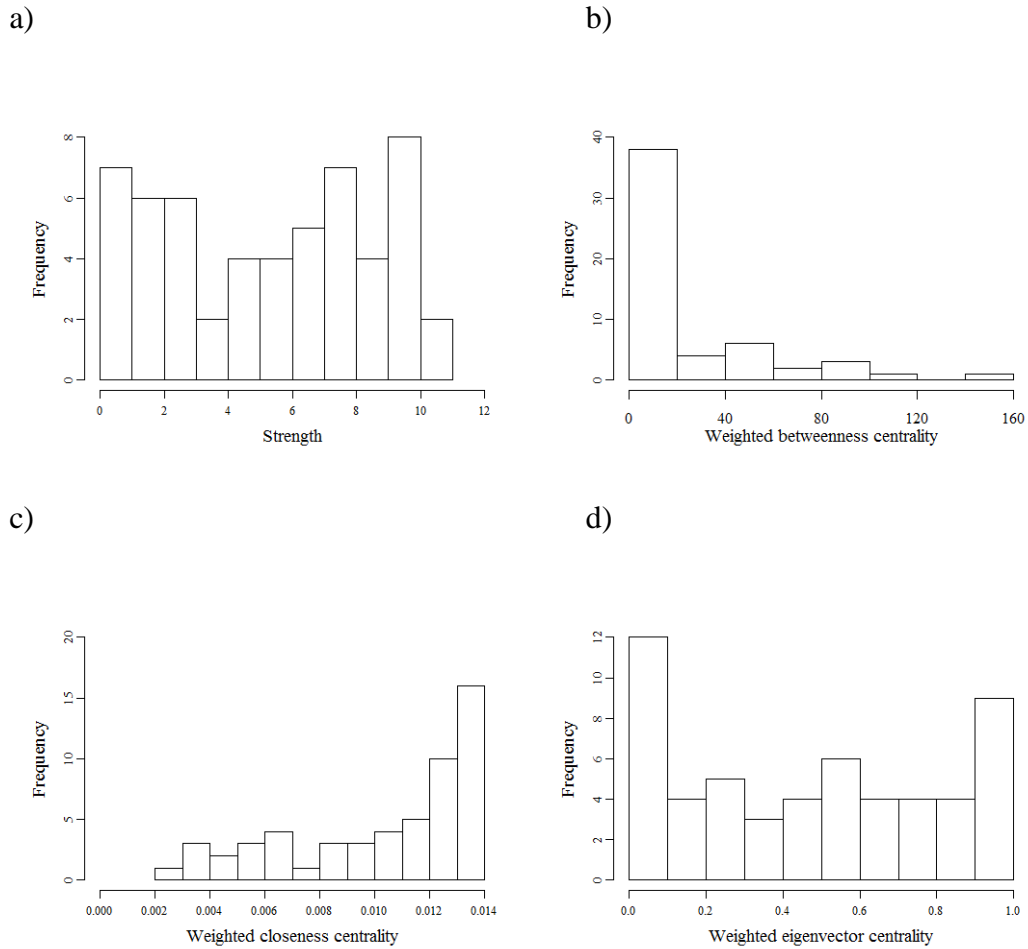 a)
b)
Frequency
0 2 4 6 8
0 2 4 6 8 10 12
Strength
Frequency
0 10 20 30 40
0 40 80 120 160
Weighted betweenness centrality
c)
d)
Frequency
0 5 10 15 20
0.000 0.002 0.004 0.006 0.008 0.010 0.012 0.014
Weighted closeness centrality
Frequency
0 2 4 6 8 10 12
0.0 0.2 0.4 0.6 0.8 1.0
Weighted eigenvector centrality